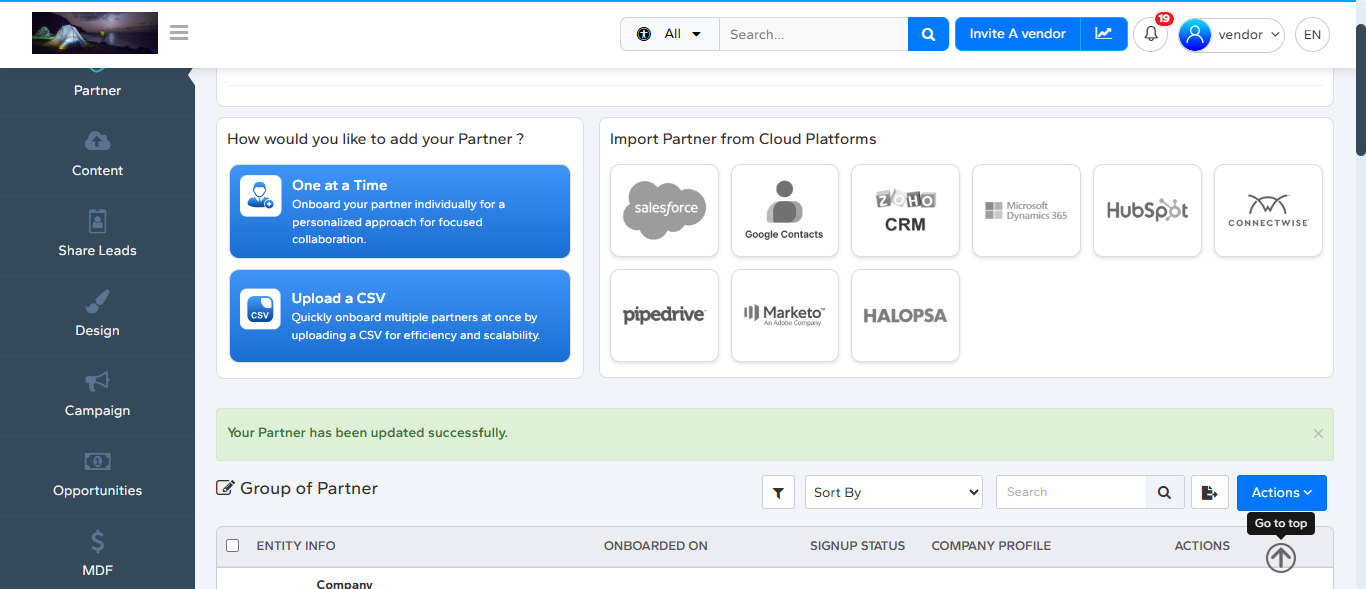 All
Search...
Invite A vendor
19
vendor
EN
Partner
Content
Share Leads
Design
Campaign
Opportunities
MDF
How would you like to add your Partner ?
One at a Time
Onboard your partner individually for a
personalized approach for focused
collaboration.
CSV
Upload a CSV
Quickly onboard multiple partners at once by
uploading a CSV for efficiency and scalability.
Import Partner from Cloud Platforms
salesforce
Google Contacts
ZOHO
CRM
Microsoft
Dynamics 365
HubSpot
CONNECTWISE
pipedrive
Marketo™
An Adobe Company
HALOPSA
Your Partner has been updated successfully.
×
Group of Partner
Sort By
Search
Actions
Go to top
ENTITY INFO
ONBOARDED ON
SIGNUP STATUS
COMPANY PROFILE
ACTIONS
Company